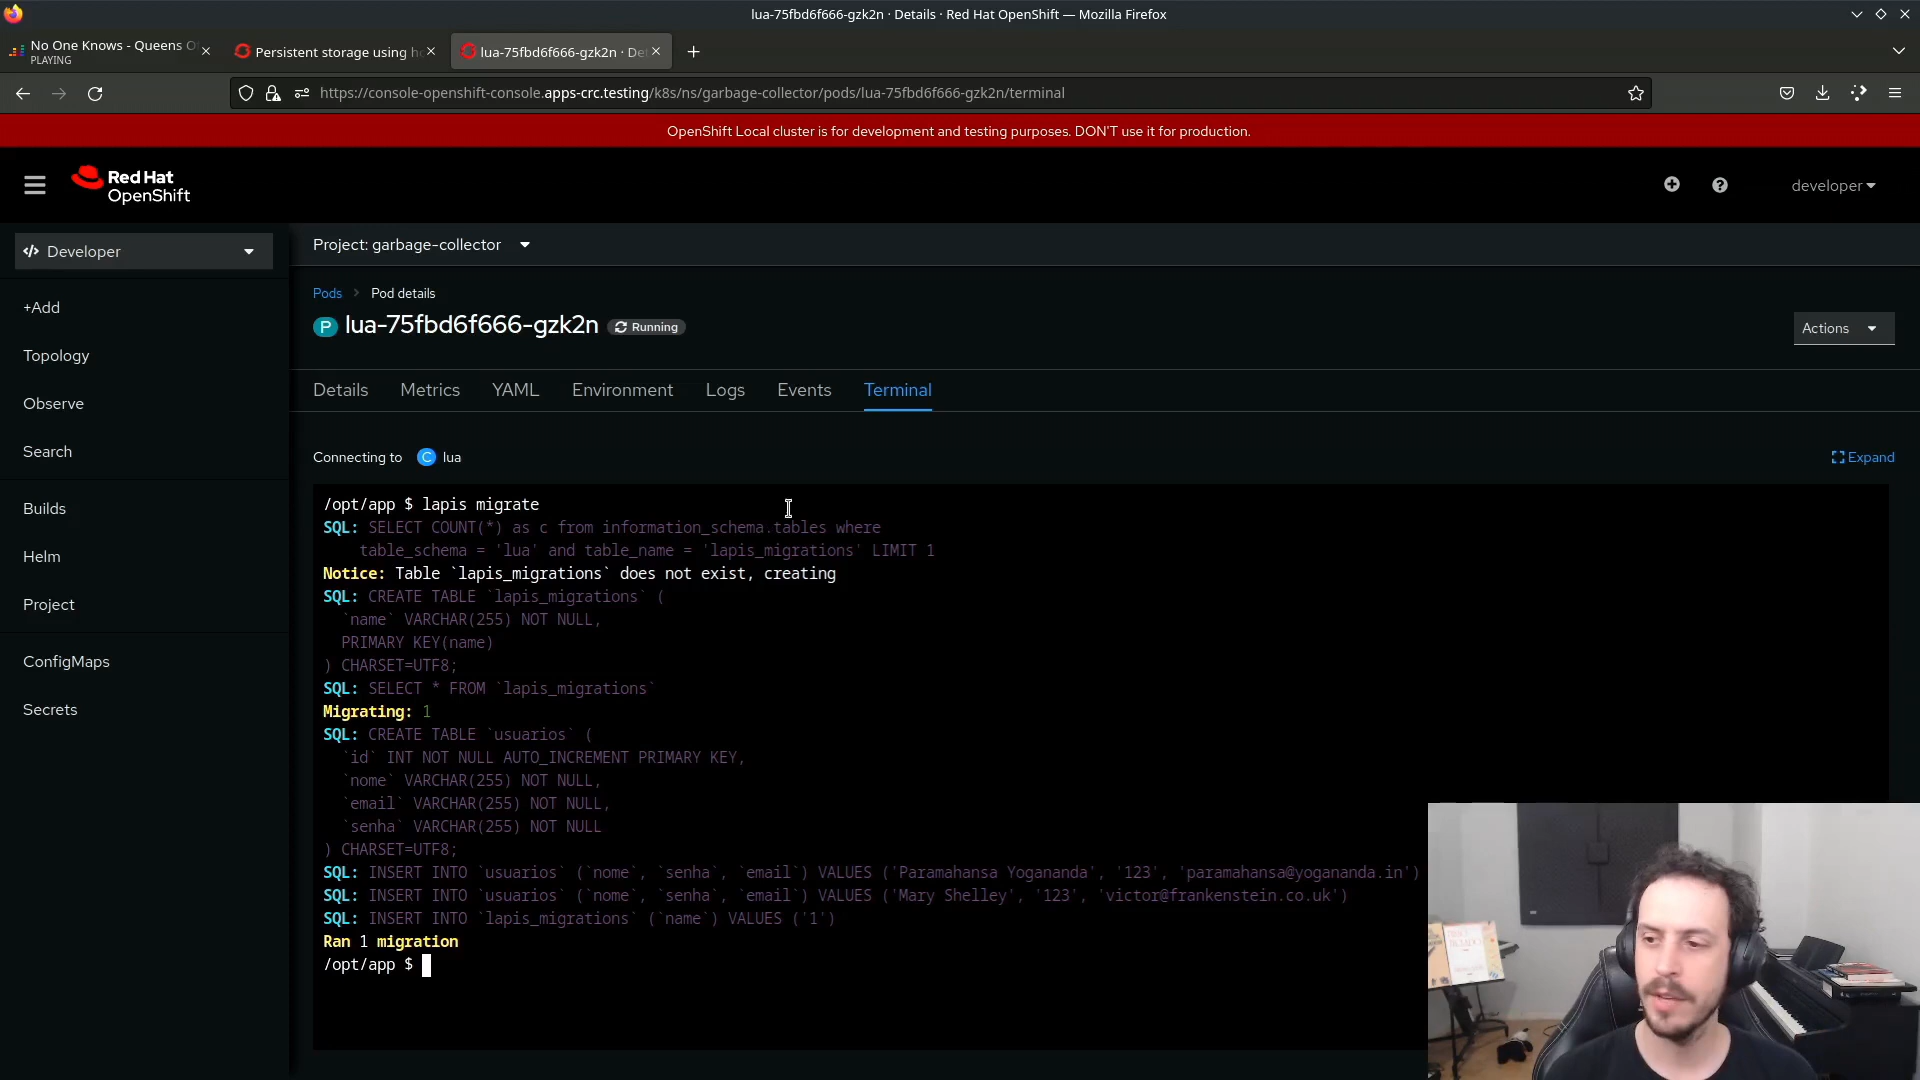 lua-75fbd6f666-gzk2n · Details · Red Hat OpenShift — Mozilla Firefox
No One Knows - Queens O
PLAYING
Persistent storage using ho
lua-75fbd6f666-gzk2n · De
https://console-openshift-console.apps-crc.testing/k8s/ns/garbage-collector/pods/lua-75fbd6f666-gzk2n/terminal
OpenShift Local cluster is for development and testing purposes. DON'T use it for production.
Red Hat
OpenShift
developer
Developer
+Add
Topology
Observe
Search
Builds
Helm
Project
ConfigMaps
Secrets
Project: garbage-collector
Pods > Pod details
P lua-75fbd6f666-gzk2n Running
Actions
Details Metrics YAML Environment Logs Events Terminal
Connecting to C lua
Expand
/opt/app $ lapis migrate
SQL: SELECT COUNT(*) as c from information_schema.tables where
table_schema = 'lua' and table_name = 'lapis_migrations' LIMIT 1
Notice: Table `lapis_migrations` does not exist, creating
SQL: CREATE TABLE `lapis_migrations` (
`name` VARCHAR(255) NOT NULL,
PRIMARY KEY(name)
) CHARSET=UTF8;
SQL: SELECT * FROM `lapis_migrations`
Migrating: 1
SQL: CREATE TABLE `usuarios` (
`id` INT NOT NULL AUTO_INCREMENT PRIMARY KEY,
`nome` VARCHAR(255) NOT NULL,
`email` VARCHAR(255) NOT NULL,
`senha` VARCHAR(255) NOT NULL
) CHARSET=UTF8;
SQL: INSERT INTO `usuarios` (`nome`, `senha`, `email`) VALUES ('Paramahansa Yogananda', '123', 'paramahansa@yogananda.in')
SQL: INSERT INTO `usuarios` (`nome`, `senha`, `email`) VALUES ('Mary Shelley', '123', 'victor@frankenstein.co.uk')
SQL: INSERT INTO `lapis_migrations` (`name`) VALUES ('1')
Ran 1 migration
/opt/app $